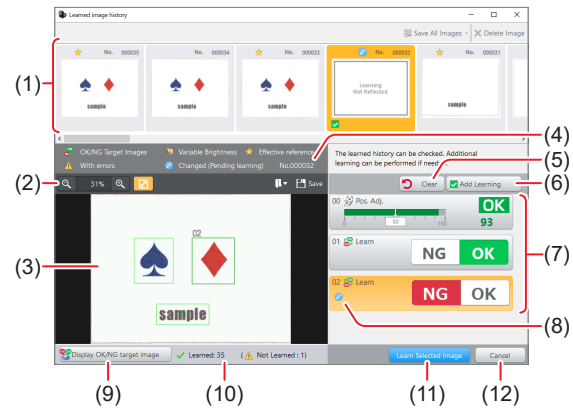 Learned image history
Save All Images Delete Image
No. 000035 No. 000034 No. 000033 No. 000032 No. 000031
(1)
Learning
Not Reflected
sample sample sample sample
OK/NG Target Images Variable Brightness Effective reference
With errors Changed (Pending learning) No.000032
(4)
The learned history can be checked. Additional
learning can be performed if need
(5)
(2)
31%
Save
Clear
Add Learning
(6)
00 Pos. Adj.
0 50 100
OK
93
02
(3)
01 Learn
NG OK
(7)
02 Learn
NG OK
sample
(8)
Display OK/NG target image
Learned: 35
( Not Learned : 1)
Learn Selected Image
Cancel
(9) (10) (11) (12)